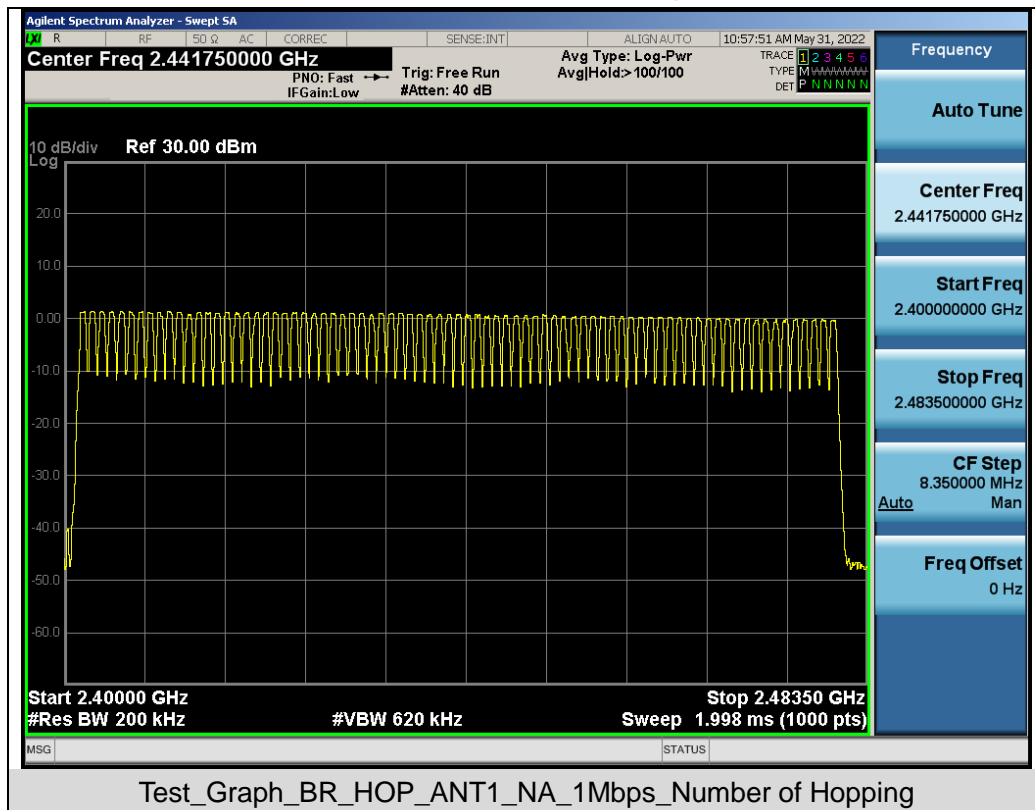 Agilent Spectrum Analyzer - Swept SA
LXI R RF 50 Ω AC CORREC SENSE:INT ALIGN AUTO 10:57:51 AM May 31, 2022
Center Freq 2.441750000 GHz
PNO: Fast
IFGain:Low
Trig: Free Run
#Atten: 40 dB
Avg Type: Log-Pwr
Avg|Hold:>100/100
TRACE 1 2 3 4 5 6
TYPE M WWWWW
DET P N N N N N
10 dB/div Ref 30.00 dBm
Log
20.0
10.0
0.00
-10.0
-20.0
-30.0
-40.0
-50.0
-60.0
Start 2.40000 GHz Stop 2.48350 GHz
#Res BW 200 kHz #VBW 620 kHz Sweep 1.998 ms (1000 pts)
MSG STATUS
Frequency
Auto Tune
Center Freq
2.441750000 GHz
Start Freq
2.400000000 GHz
Stop Freq
2.483500000 GHz
CF Step
8.350000 MHz
Auto Man
Freq Offset
0 Hz
Test_Graph_BR_HOP_ANT1_NA_1Mbps_Number of Hopping